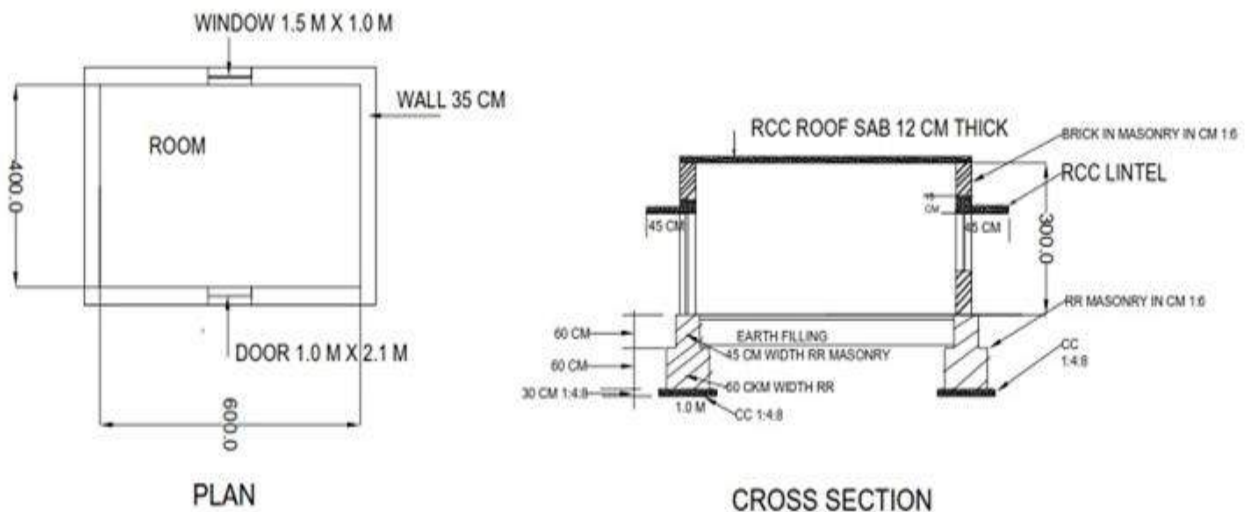 WINDOW 1.5 M X 1.0 M
WALL 35 CM
ROOM
400.0
DOOR 1.0 M X 2.1 M
600.0
PLAN
RCC ROOF SAB 12 CM THICK
BRICK IN MASONRY IN CM 1:6
RCC LINTEL
15
CM
45 CM
45 CM
300.0
RR MASONRY IN CM 1:6
60 CM
EARTH FILLING
45 CM WIDTH RR MASONRY
CC
1:4:8
60 CM
60 CKM WIDTH RR
30 CM 1:4:8
1.0 M
CC 1:4:8
CROSS SECTION